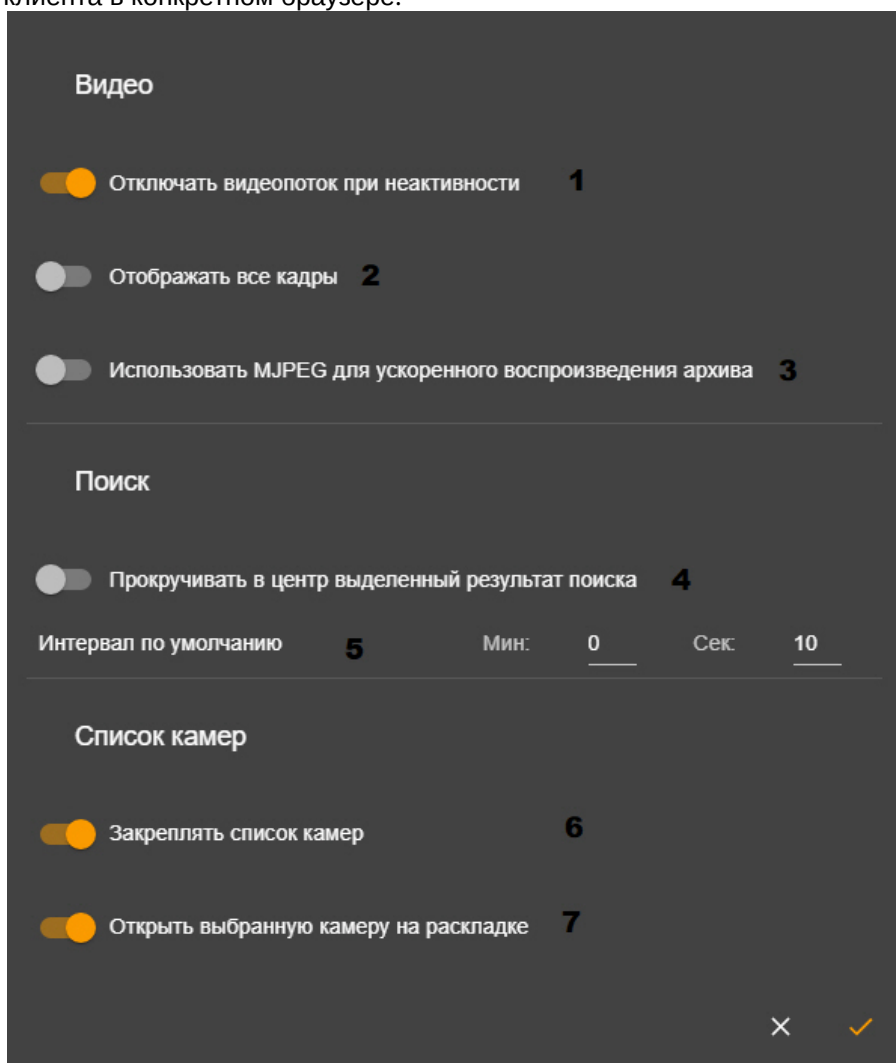 клиента в конкретном браузере.
Видео
Отключать видеопоток при неактивности 1
Отображать все кадры 2
Использовать MJPEG для ускоренного воспроизведения архива 3
Поиск
Прокручивать в центр выделенный результат поиска 4
Интервал по умолчанию 5 Мин: 0 Сек: 10
Список камер
Закреплять список камер 6
Открыть выбранную камеру на раскладке 7